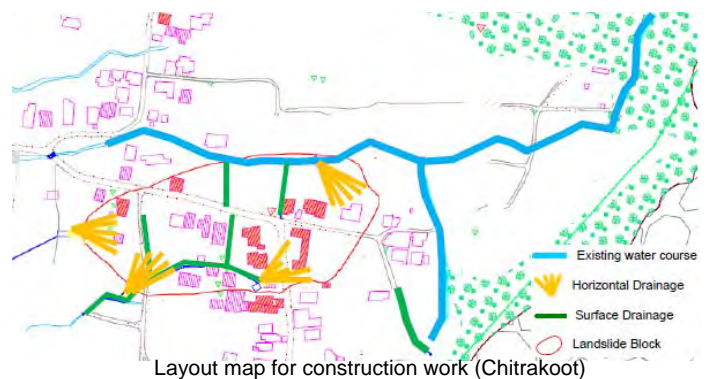 Existing water course
Horizontal Drainage
Surface Drainage
Landslide Block
Layout map for construction work (Chitrakoot)